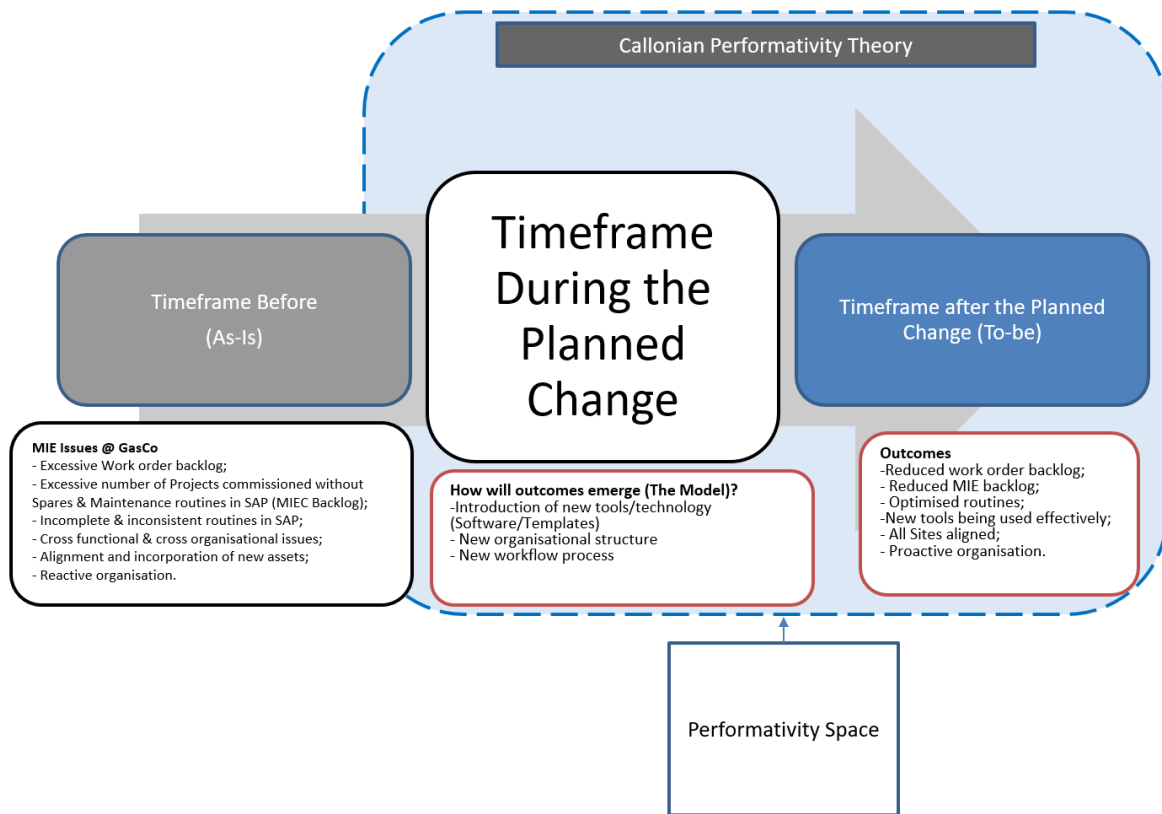 Callonian Performativity Theory
Timeframe Before
(As-Is)
Timeframe
During the
Planned
Change
Timeframe after the Planned
Change (To-be)
MIE Issues @ GasCo
- Excessive Work order backlog;
- Excessive number of Projects commissioned without
Spares & Maintenance routines in SAP (MIEC Backlog);
- Incomplete & inconsistent routines in SAP;
- Cross functional & cross organisational issues;
- Alignment and incorporation of new assets;
- Reactive organisation.
How will outcomes emerge (The Model)?
-Introduction of new tools/technology
(Software/Templates)
- New organisational structure
- New workflow process
Outcomes
-Reduced work order backlog;
- Reduced MIE backlog;
- Optimised routines;
-New tools being used effectively;
- All Sites aligned;
- Proactive organisation.
Performativity Space